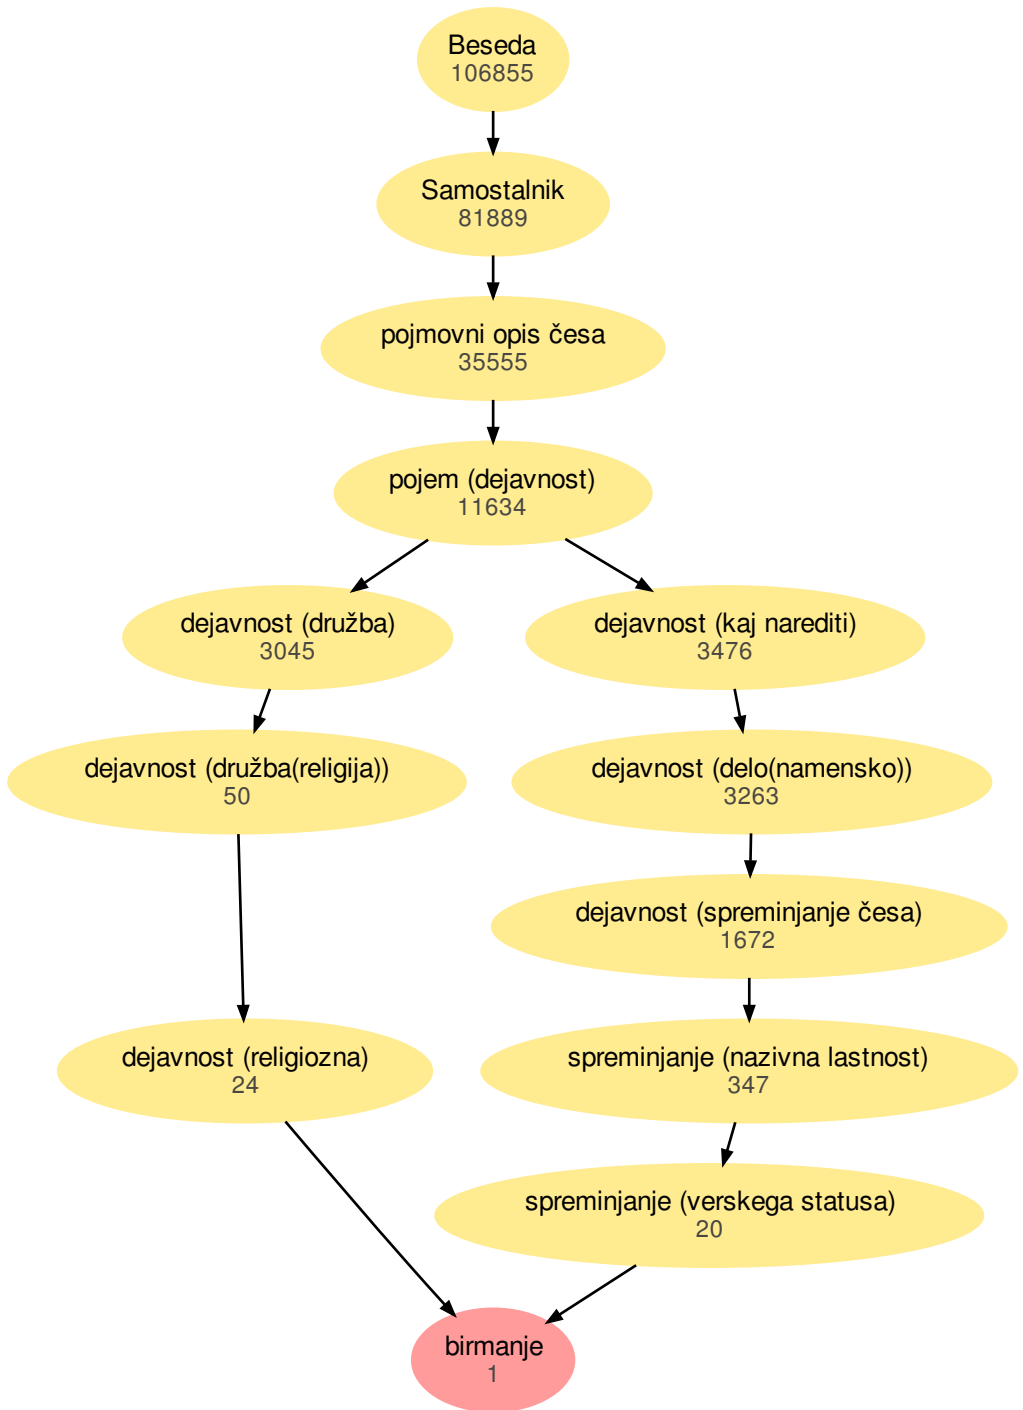 Beseda
106855
Samostalnik
81889
pojmovni opis česa
35555
pojem (dejavnost)
11634
dejavnost (družba)
3045
dejavnost (kaj narediti)
3476
dejavnost (družba(religija))
50
dejavnost (delo(namensko))
3263
dejavnost (spreminjanje česa)
1672
dejavnost (religiozna)
24
spreminjanje (nazivna lastnost)
347
spreminjanje (verskega statusa)
20
birmanje
1